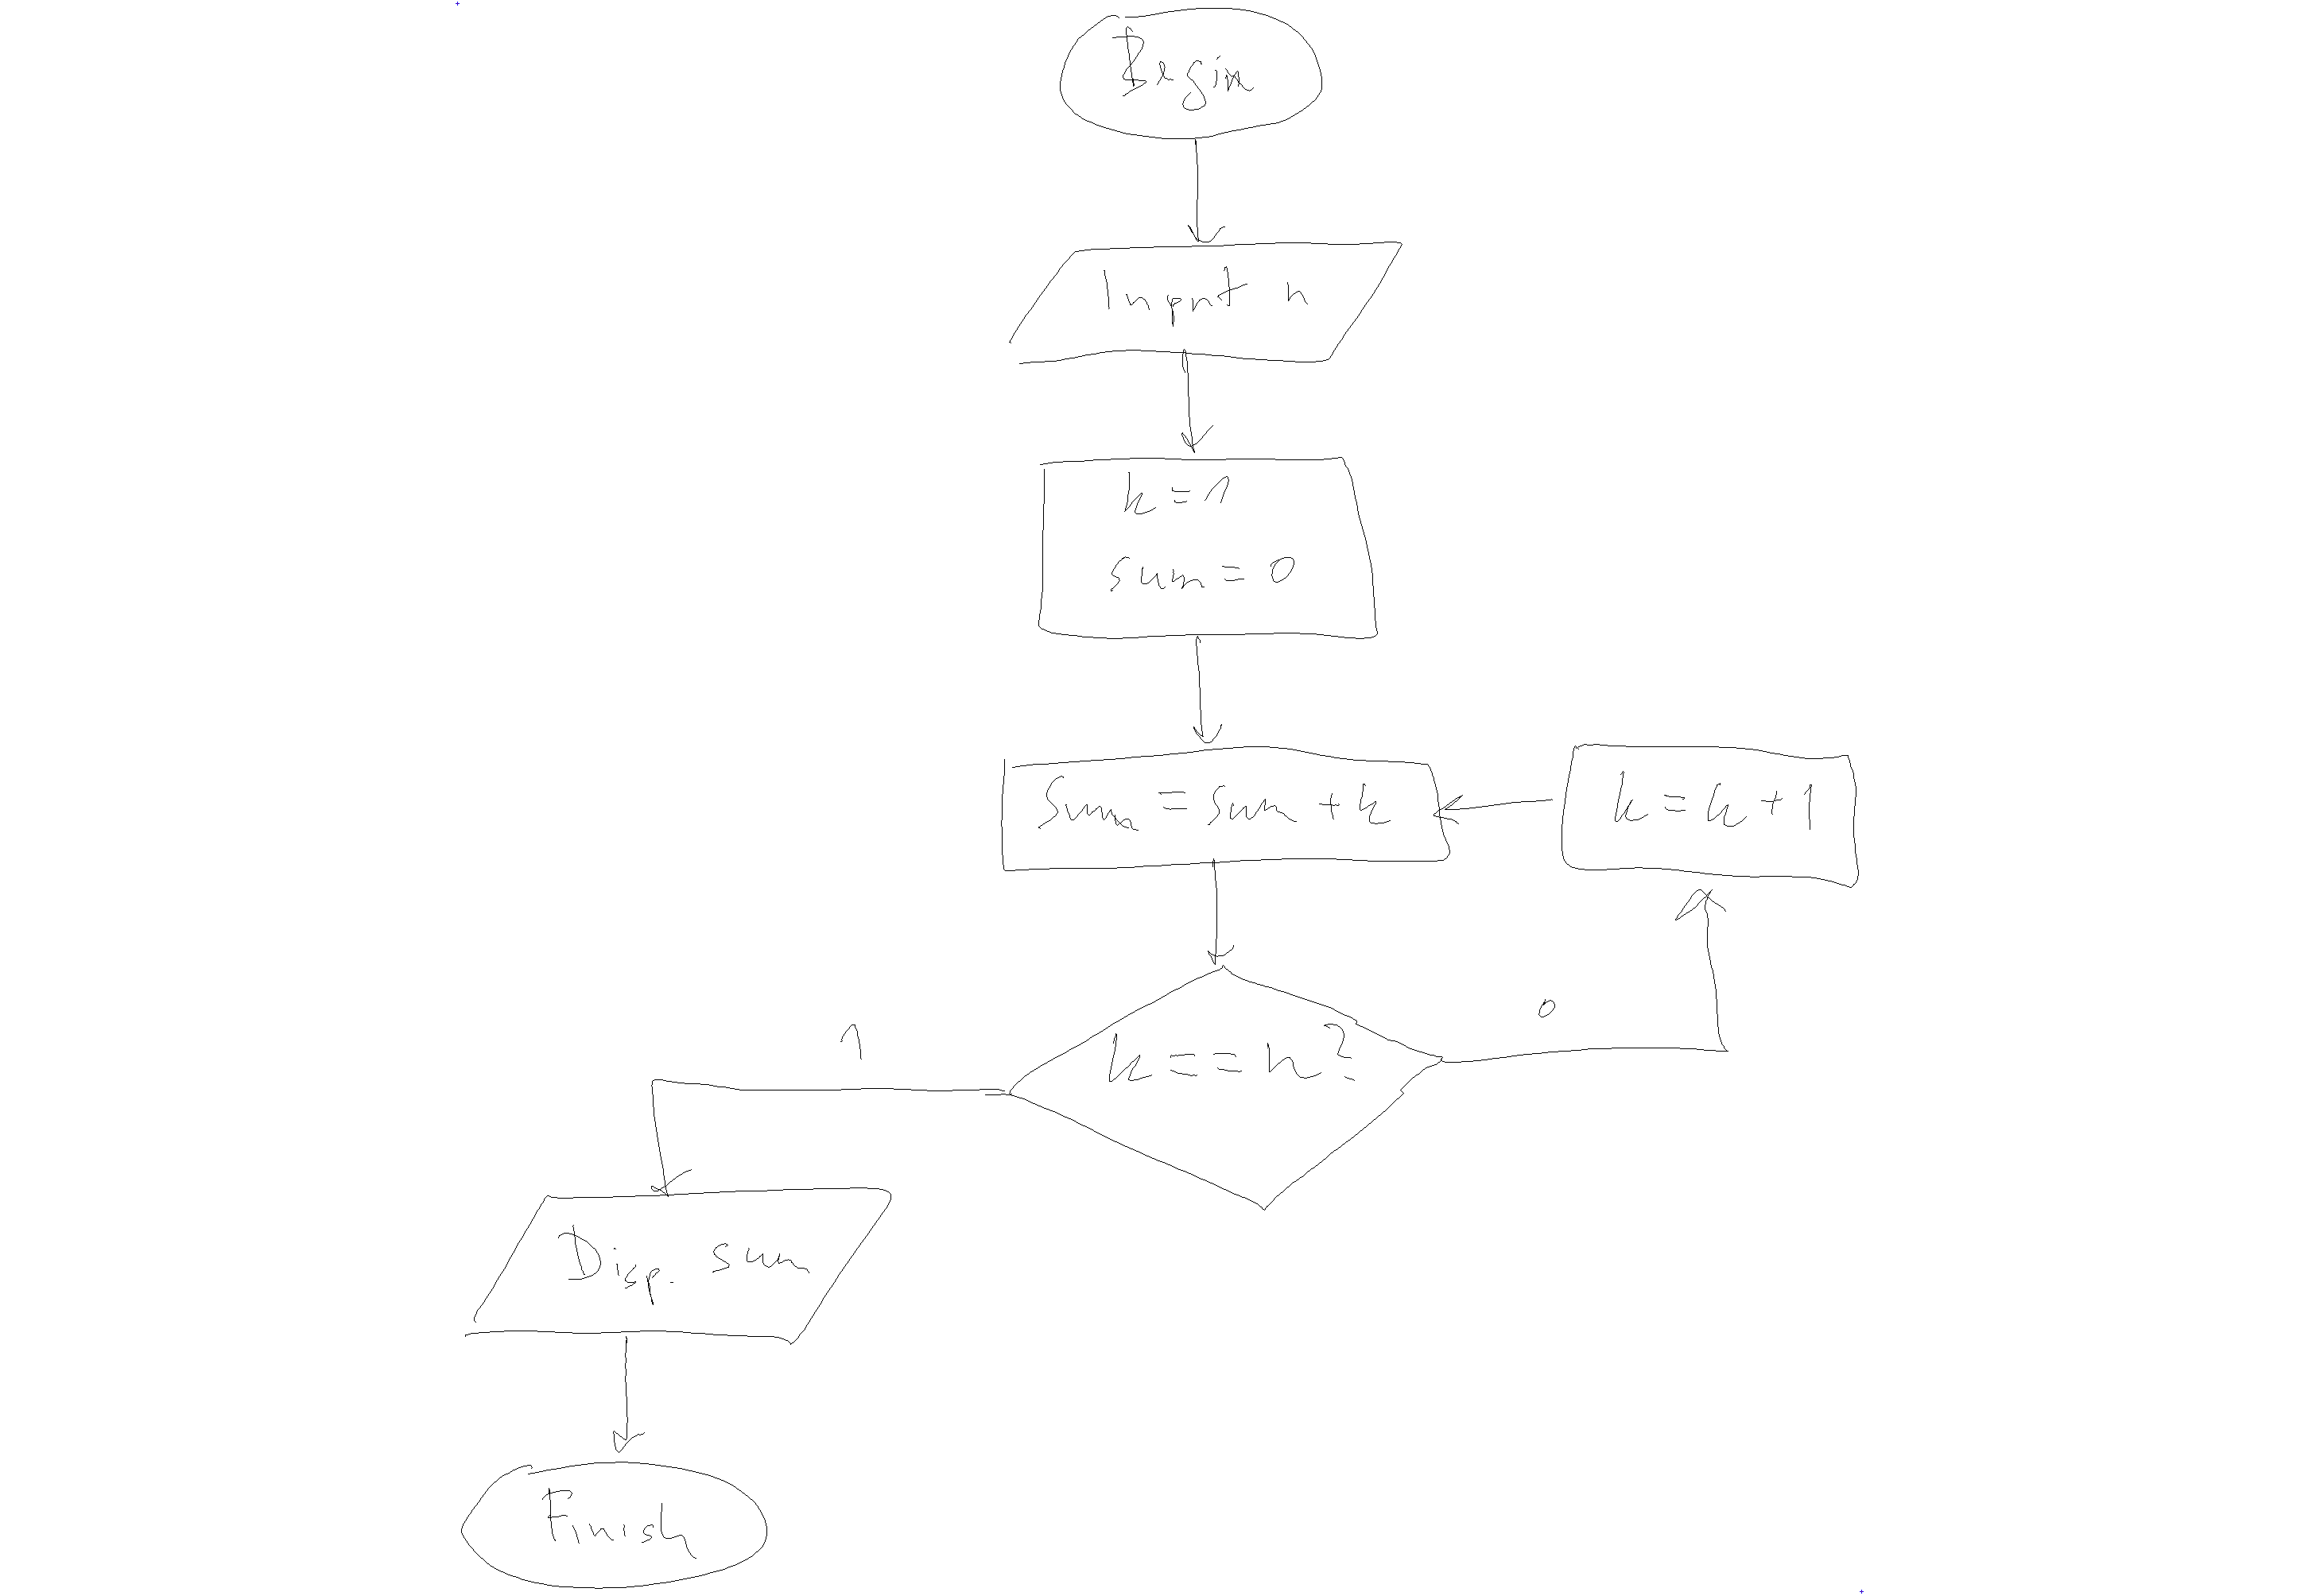 Begin
Input n
k=1
sum=0
Sum=sum+k
k=k+1
k==n?
0
1
Disp. sum
Finish